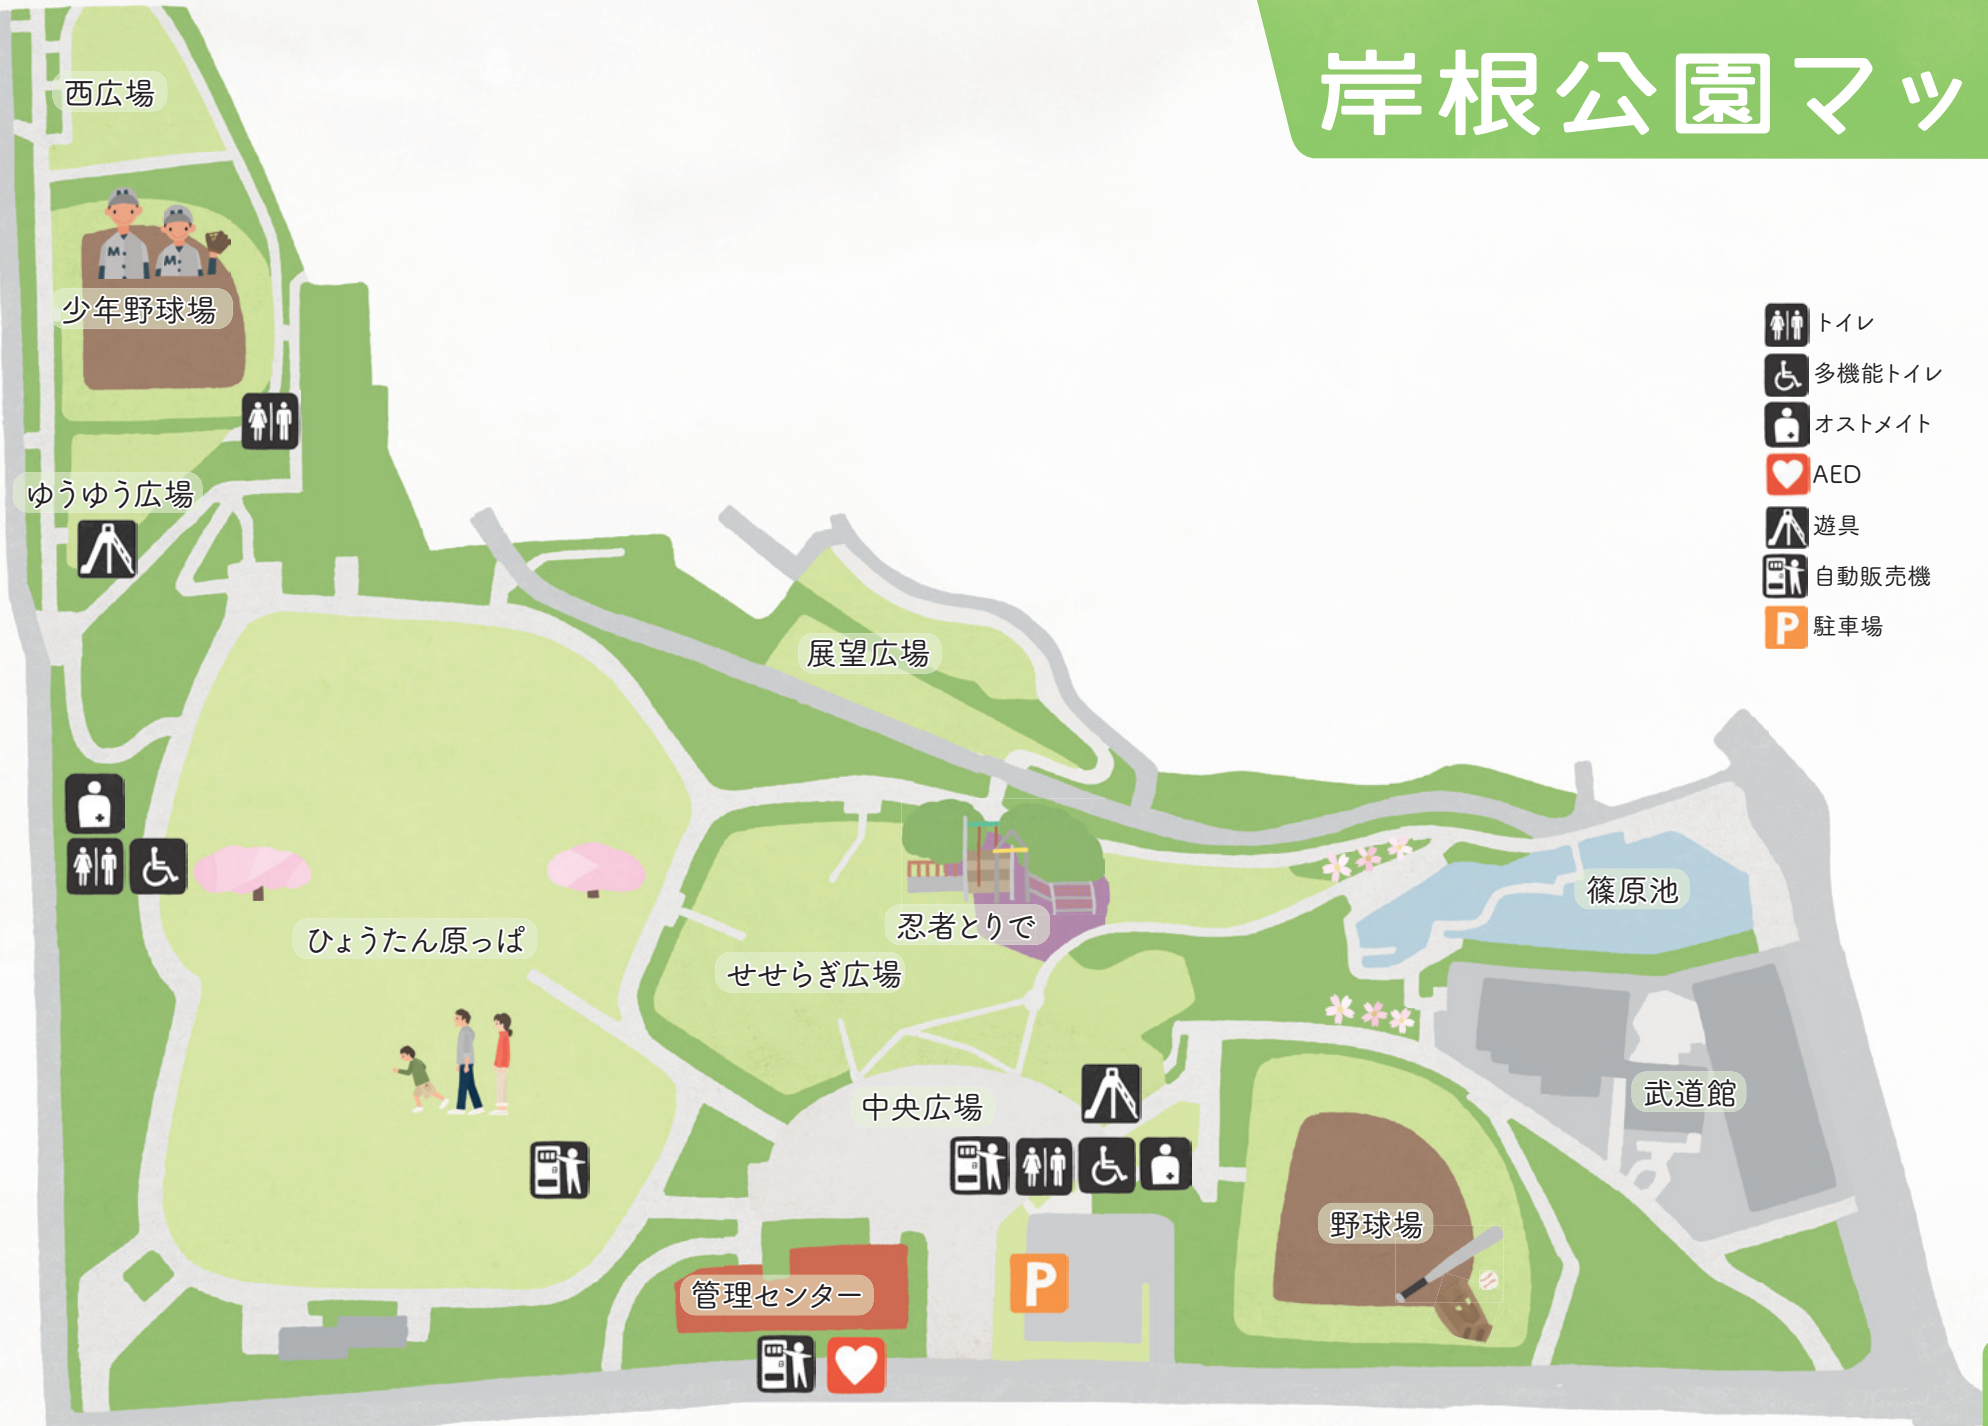 岸根公園マッ
西広場
少年野球場
ゆうゆう広場
展望広場
ひょうたん原っぱ
忍者とりで
せせらぎ広場
篠原池
中央広場
武道館
野球場
管理センター
P
M
M
トイレ
多機能トイレ
オストメイト
AED
遊具
自動販売機
P
駐車場